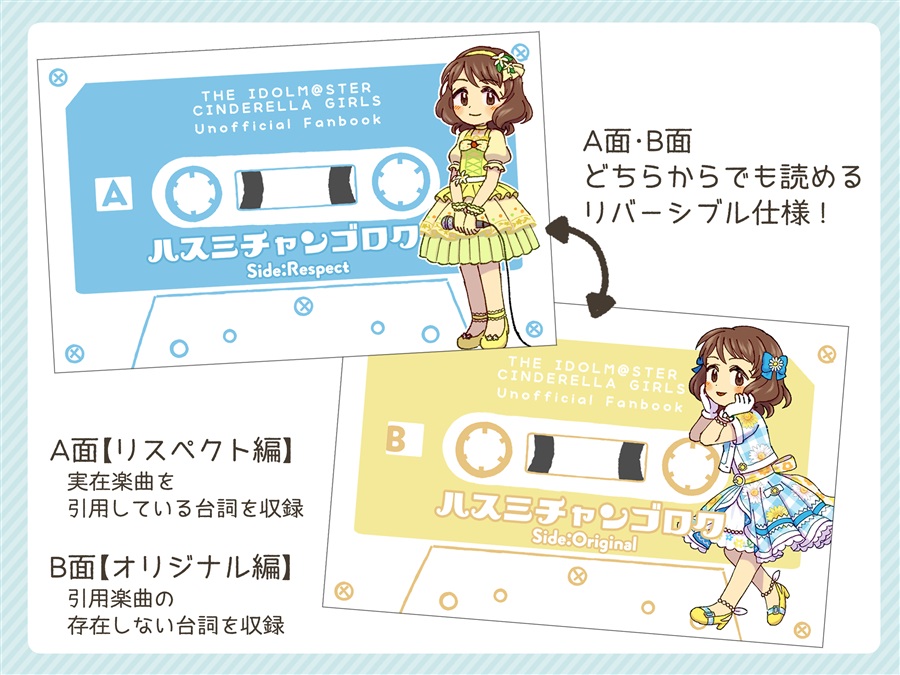 THE IDOLM@STER
CINDERELLA GIRLS
Unofficial Fanbook
A
ハスミチャンゴロク
Side:Respect
A面・B面
どちらからでも読める
リバーシブル仕様！
THE IDOLM@STER
CINDERELLA GIRLS
Unofficial Fanbook
B
ハスミチャンゴロク
Side:Original
A面【リスペクト編】
実在楽曲を
引用している台詞を収録
B面【オリジナル編】
引用楽曲の
存在しない台詞を収録